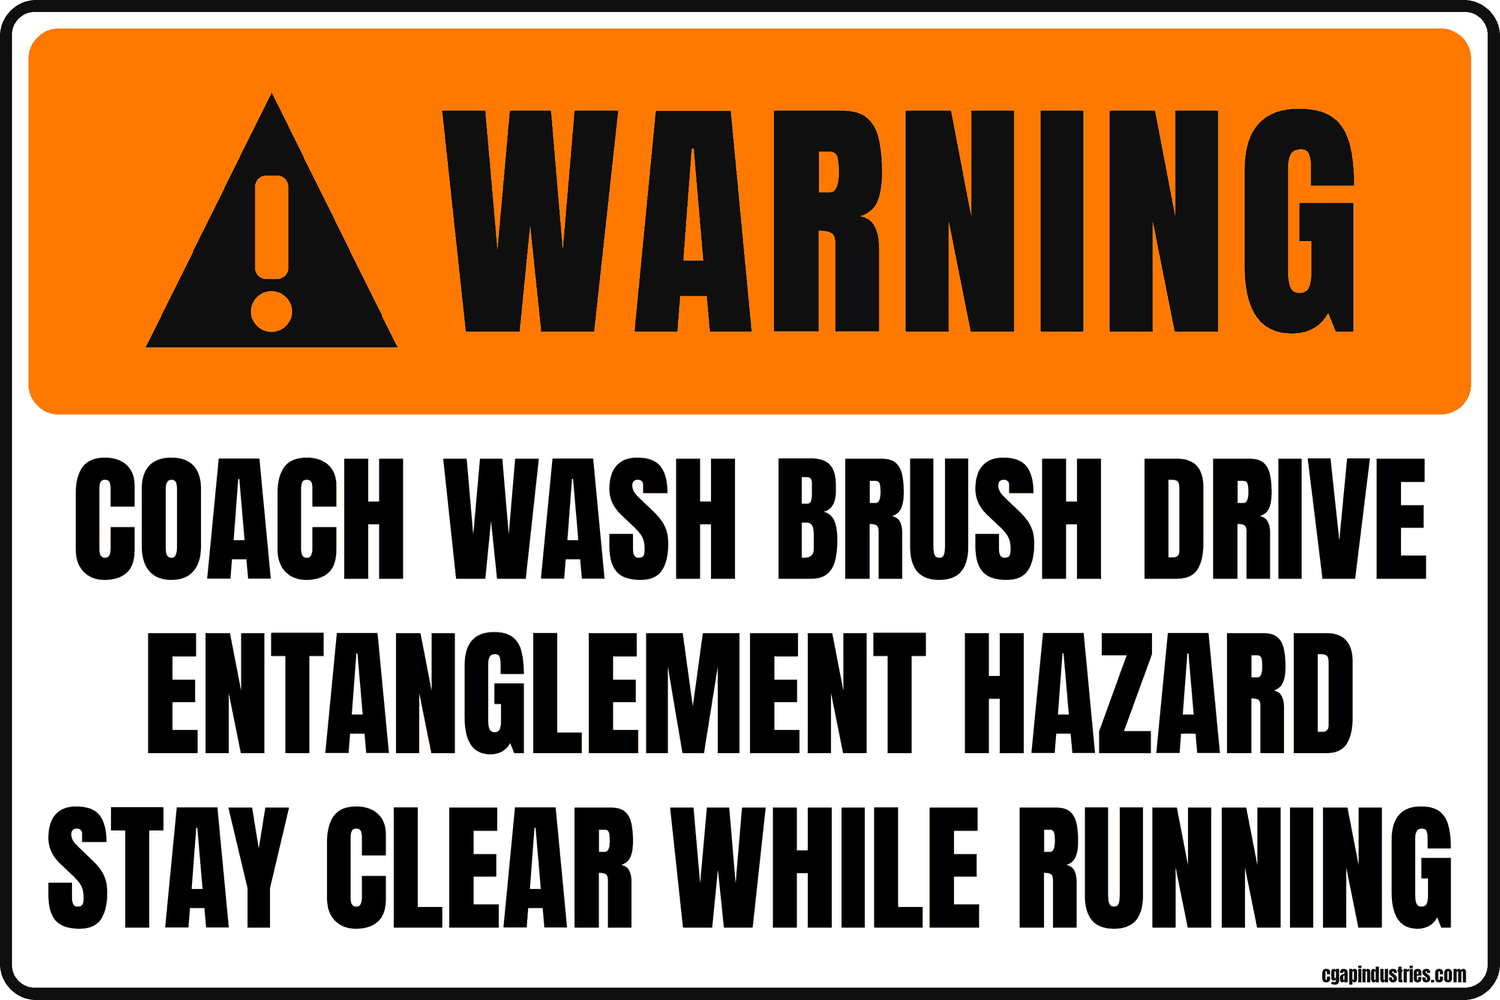 WARNING
COACH WASH BRUSH DRIVE
ENTANGLEMENT HAZARD
STAY CLEAR WHILE RUNNING
cgapindustries.com